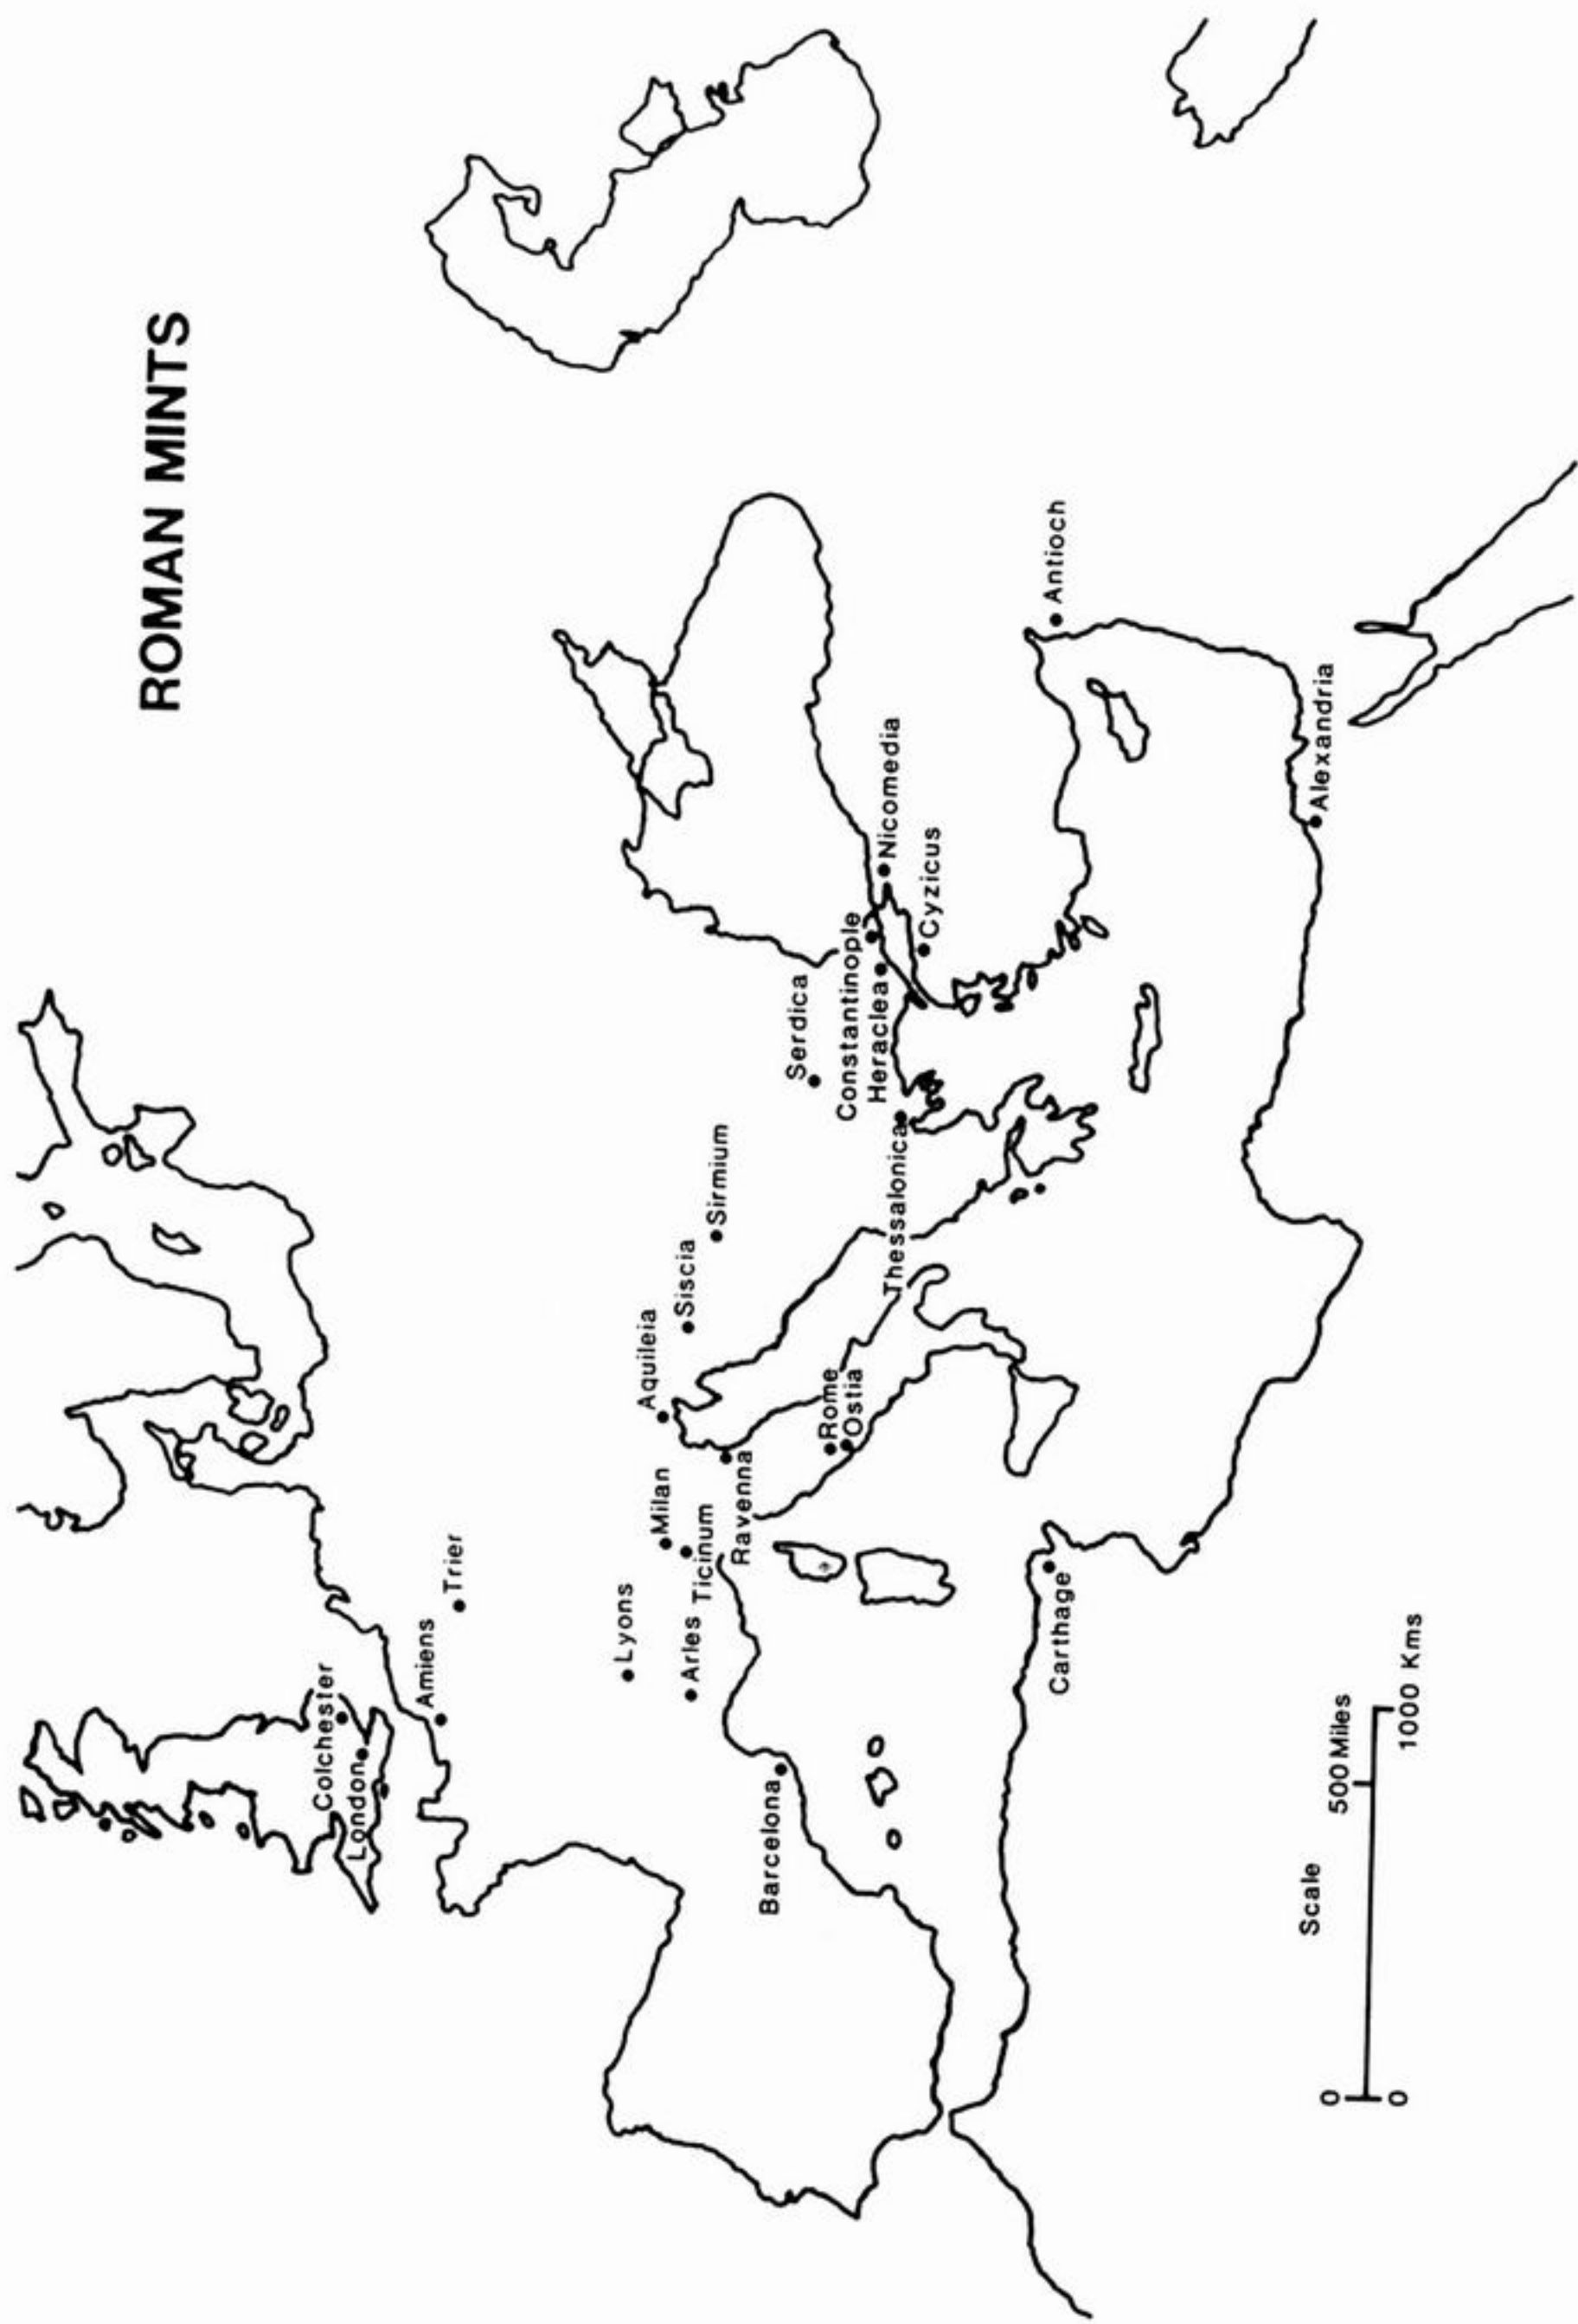 ROMAN MINTS
Colchester
London
Amiens
Trier
Lyons
Milan
Aquileia
Arles
Ticinum
Siscia
Ravenna
Sirmium
Barcelona
Serdica
Rome
Ostia
Constantinople
Heraclea
Nicomedia
Thessalonica
Cyzicus
Carthage
Antioch
Alexandria
Scale
0 500 Miles
0 1000 Kms